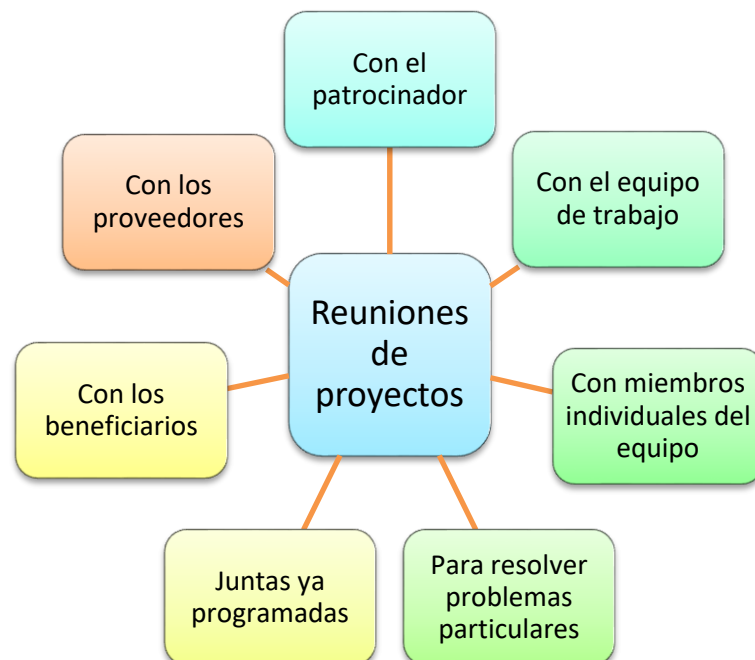 Con el
patrocinador
Con el equipo
de trabajo
Con miembros
individuales del
equipo
Para resolver
problemas
particulares
Juntas ya
programadas
Con los
beneficiarios
Con los
proveedores
Reuniones
de
proyectos